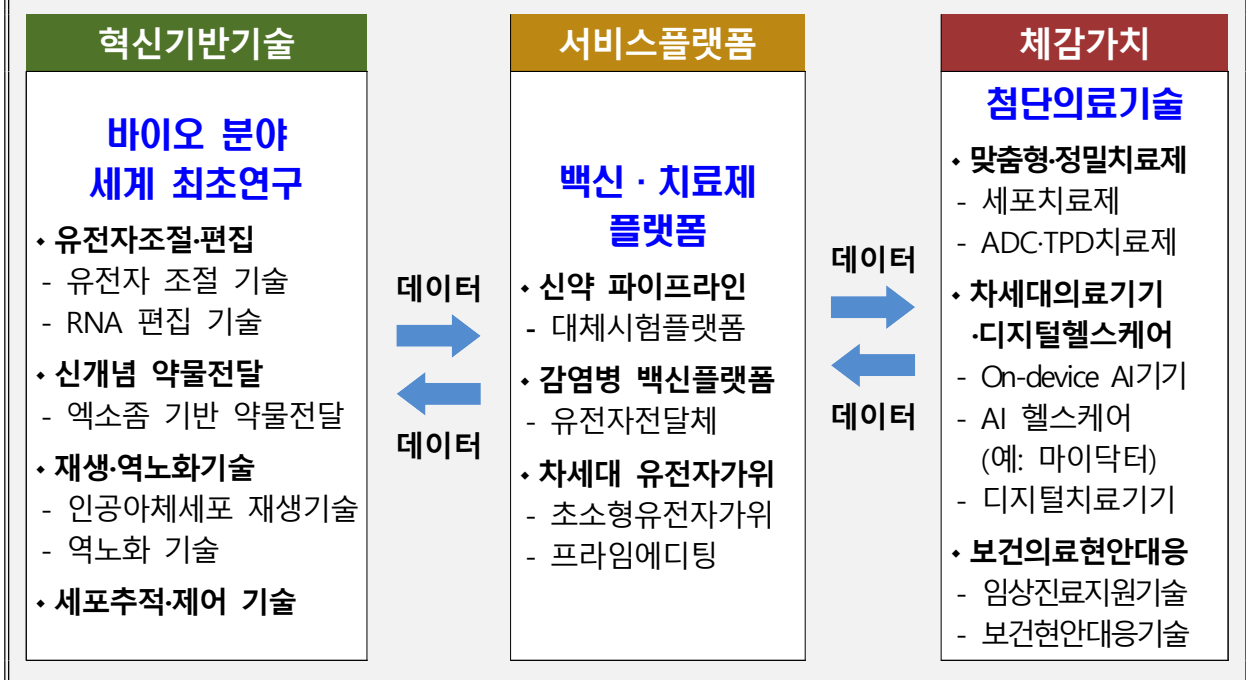 혁신기반기술
바이오 분야
세계 최초연구
⬩유전자조절·편집
- 유전자 조절 기술
- RNA 편집 기술
⬩신개념 약물전달
- 엑소좀 기반 약물전달
⬩재생·역노화기술
- 인공아체세포 재생기술
- 역노화 기술
⬩세포추적·제어 기술
데이터
데이터
서비스플랫폼
백신 · 치료제
플랫폼
⬩신약 파이프라인
- 대체시험플랫폼
⬩감염병 백신플랫폼
- 유전자전달체
⬩차세대 유전자가위
- 초소형유전자가위
- 프라임에디팅
데이터
데이터
체감가치
첨단의료기술
⬩맞춤형·정밀치료제
- 세포치료제
- ADC·TPD치료제
⬩차세대의료기기
·디지털헬스케어
- On-device AI기기
- AI 헬스케어
(예: 마이닥터)
- 디지털치료기기
⬩보건의료현안대응
- 임상진료지원기술
- 보건현안대응기술